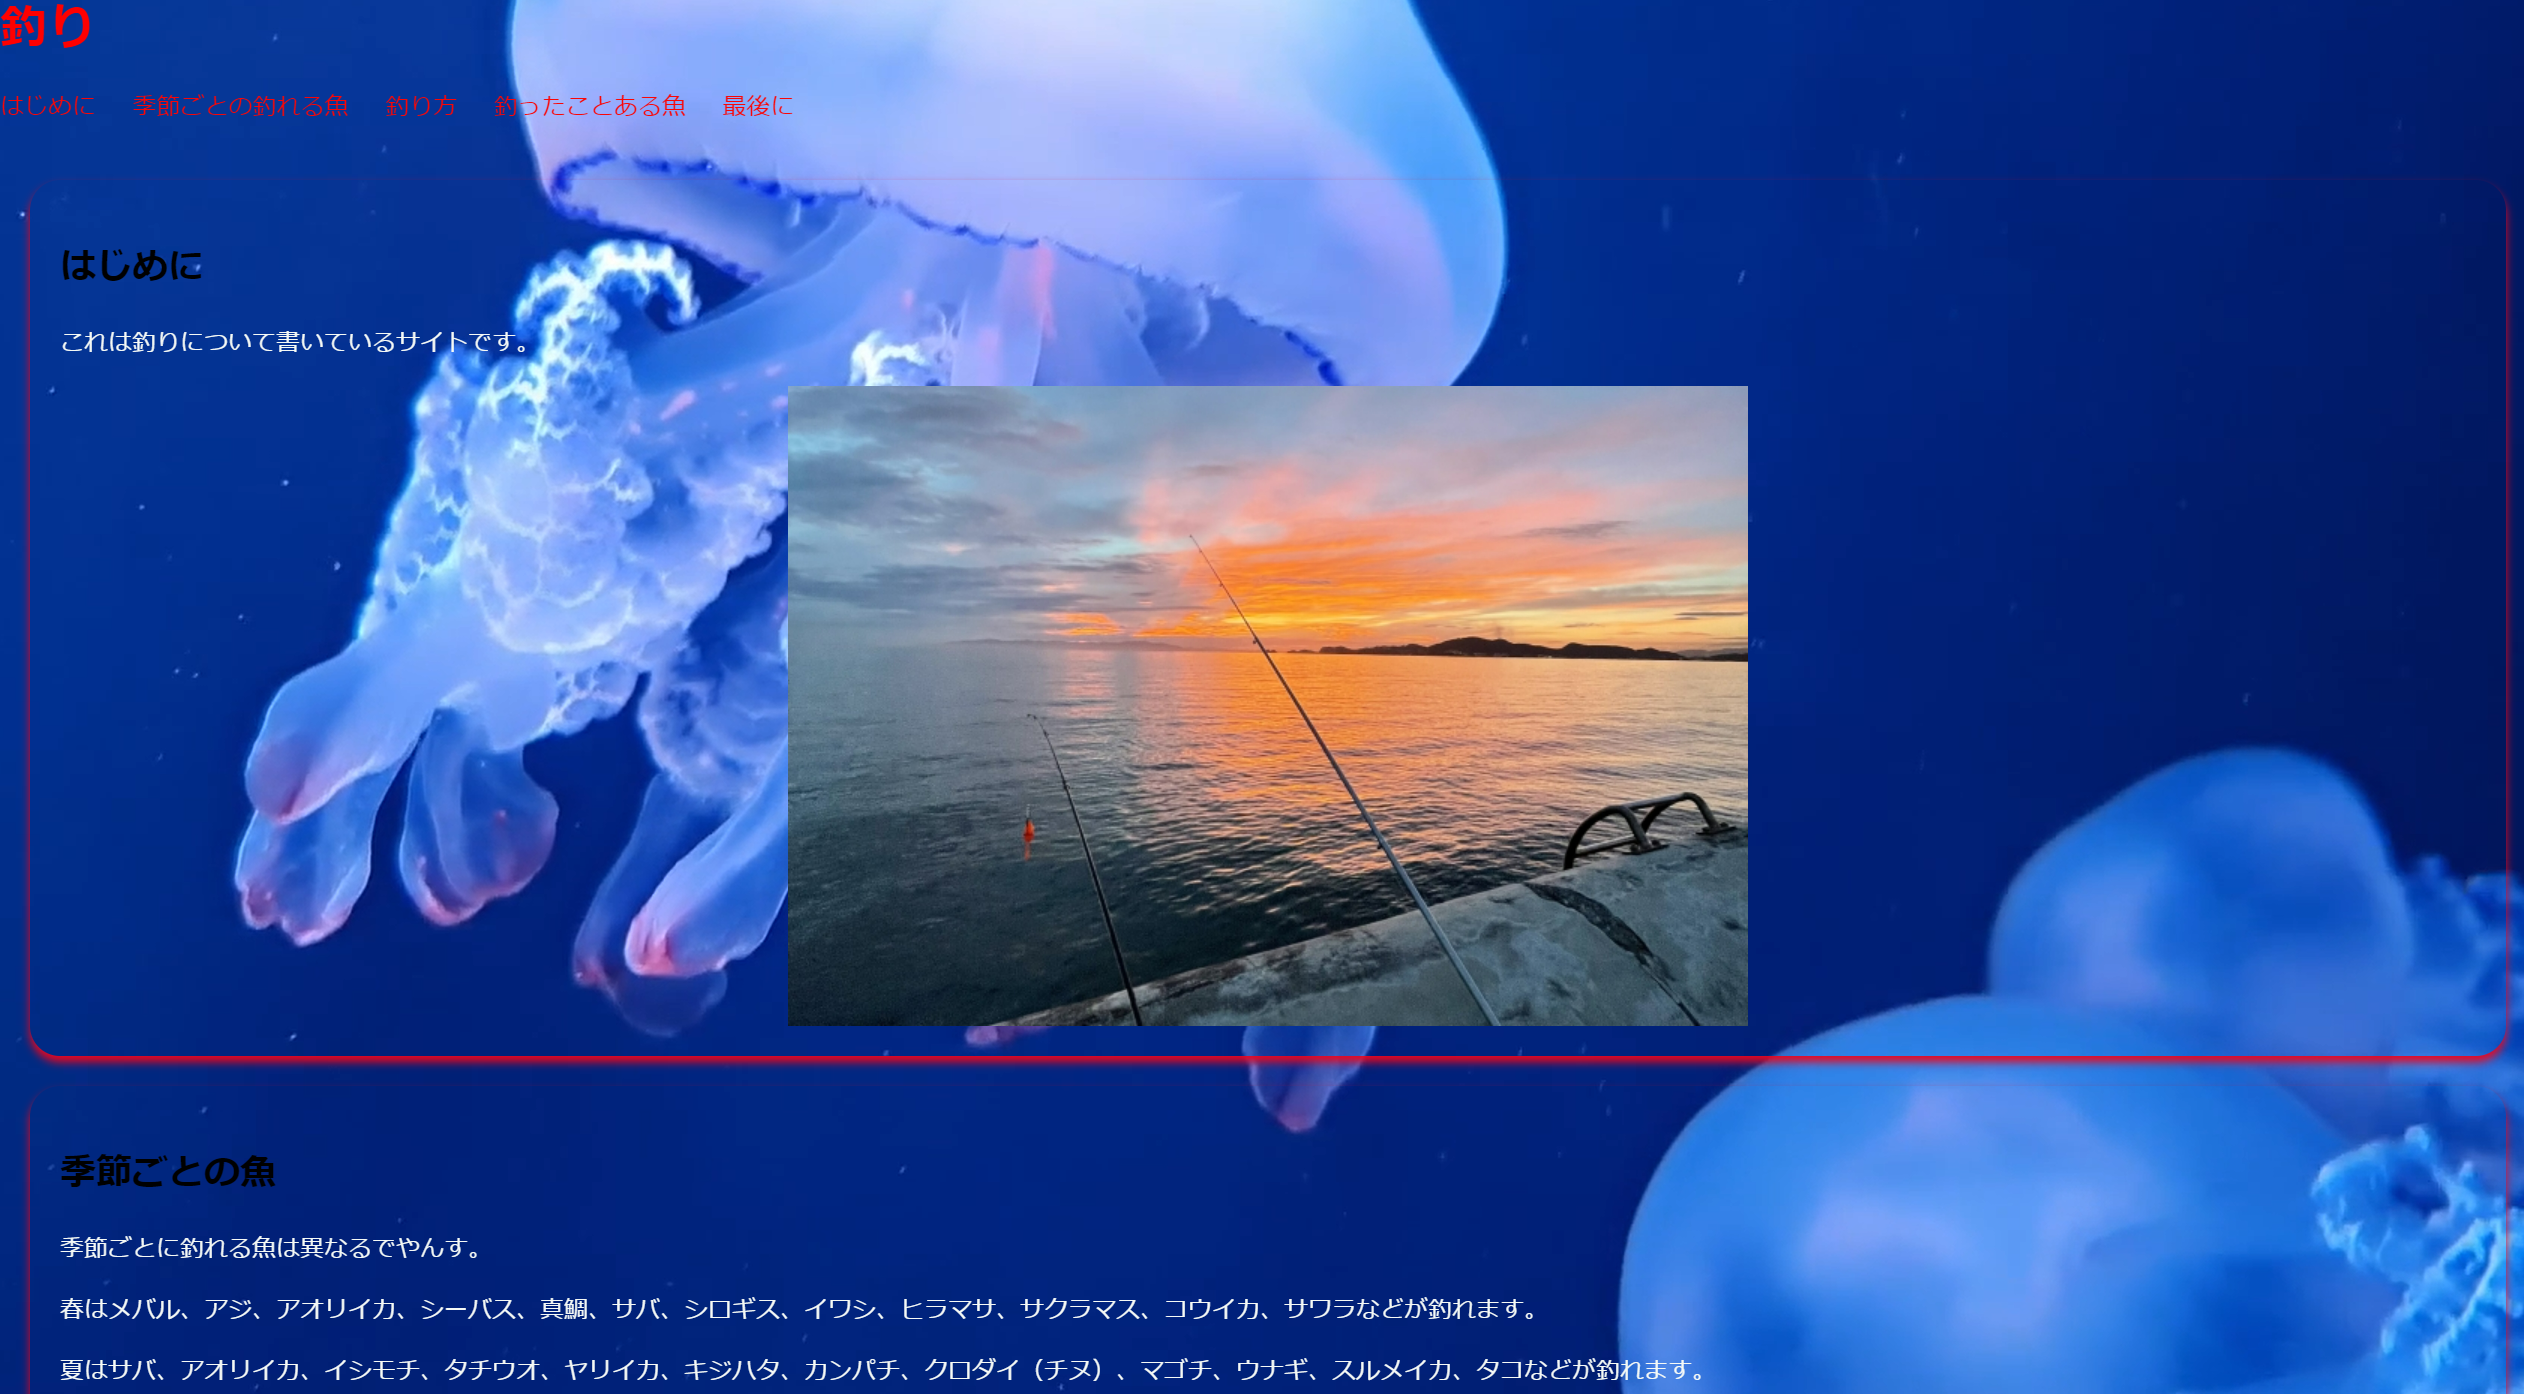 釣り
はじめに 季節ごとの釣れる魚 釣り方 釣ったことある魚 最後に
はじめに
これは釣りについて書いているサイトです。
季節ごとの魚
季節ごとに釣れる魚は異なるでやんす。
春はメバル、アジ、アオリイカ、シーバス、真鯛、サバ、シロギス、イワシ、ヒラマサ、サクラマス、コウイカ、サワラなどが釣れます。
夏はサバ、アオリイカ、イシモチ、タチウオ、ヤリイカ、キジハタ、カンパチ、クロダイ（チヌ）、マゴチ、ウナギ、スルメイカ、タコなどが釣れます。